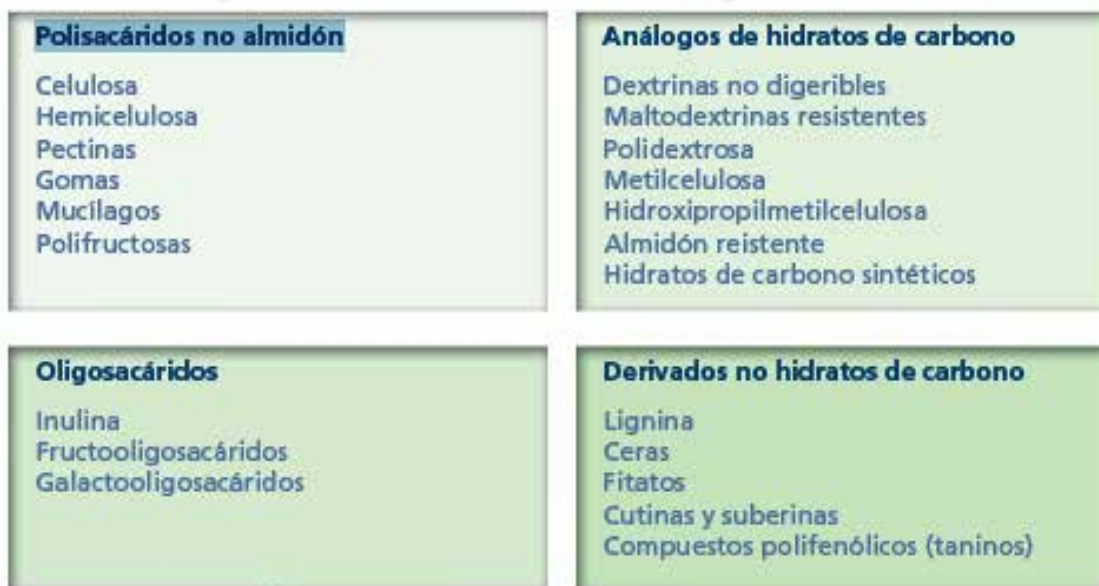 Polisacáridos no almidón
Celulosa
Hemicelulosa
Pectinas
Gomas
Mucílagos
Polifructosas
Análogos de hidratos de carbono
Dextrinas no digeribles
Maltodextrinas resistentes
Polidextrosa
Metilcelulosa
Hidroxipropilmetilcelulosa
Almidón reistente
Hidratos de carbono sintéticos
Oligosacáridos
Inulina
Fructooligosacáridos
Galactooligosacáridos
Derivados no hidratos de carbono
Lignina
Ceras
Fitatos
Cutinas y suberinas
Compuestos polifenólicos (taninos)